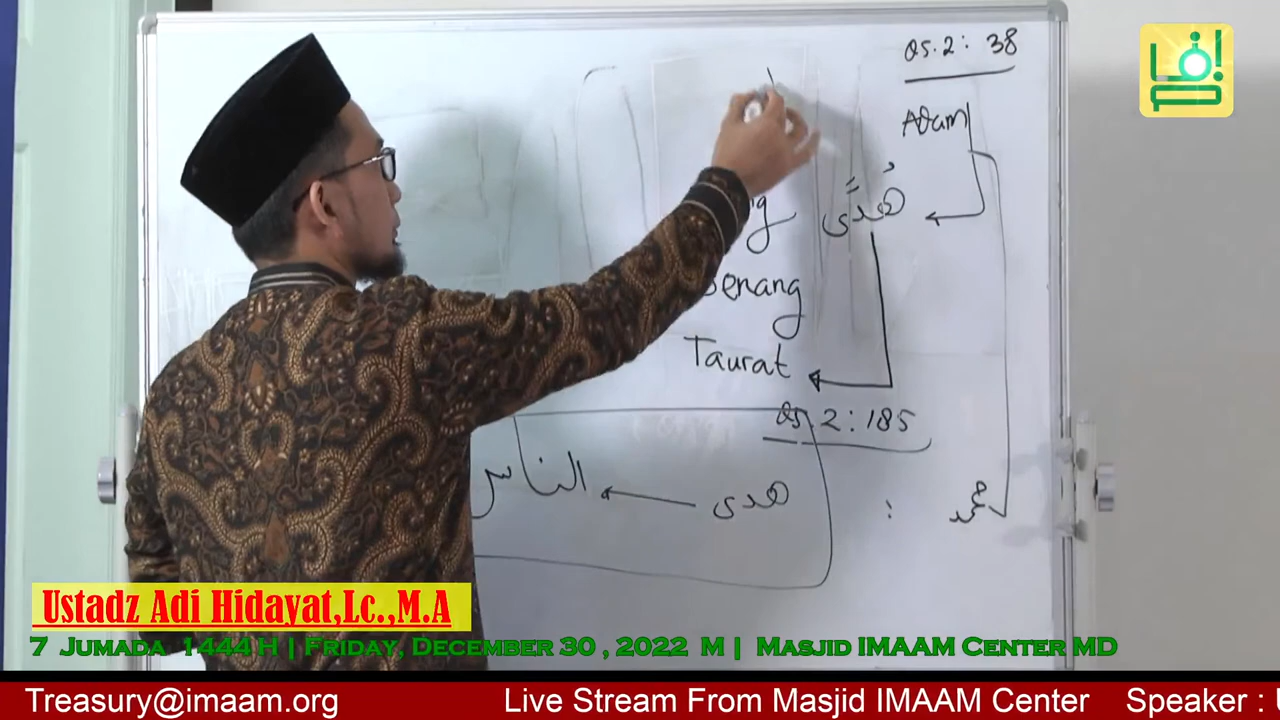 QS. 2 : 38
Adam
هُدًى
Senang
Taurat
QS. 2 : 185
هدى
الناس
محمد :
Ustadz Adi Hidayat,Lc.,M.A
7 Jumada 1444 H | Friday, December 30 , 2022 M | Masjid IMAAM Center MD
Treasury@imaam.org Live Stream From Masjid IMAAM Center Speaker :